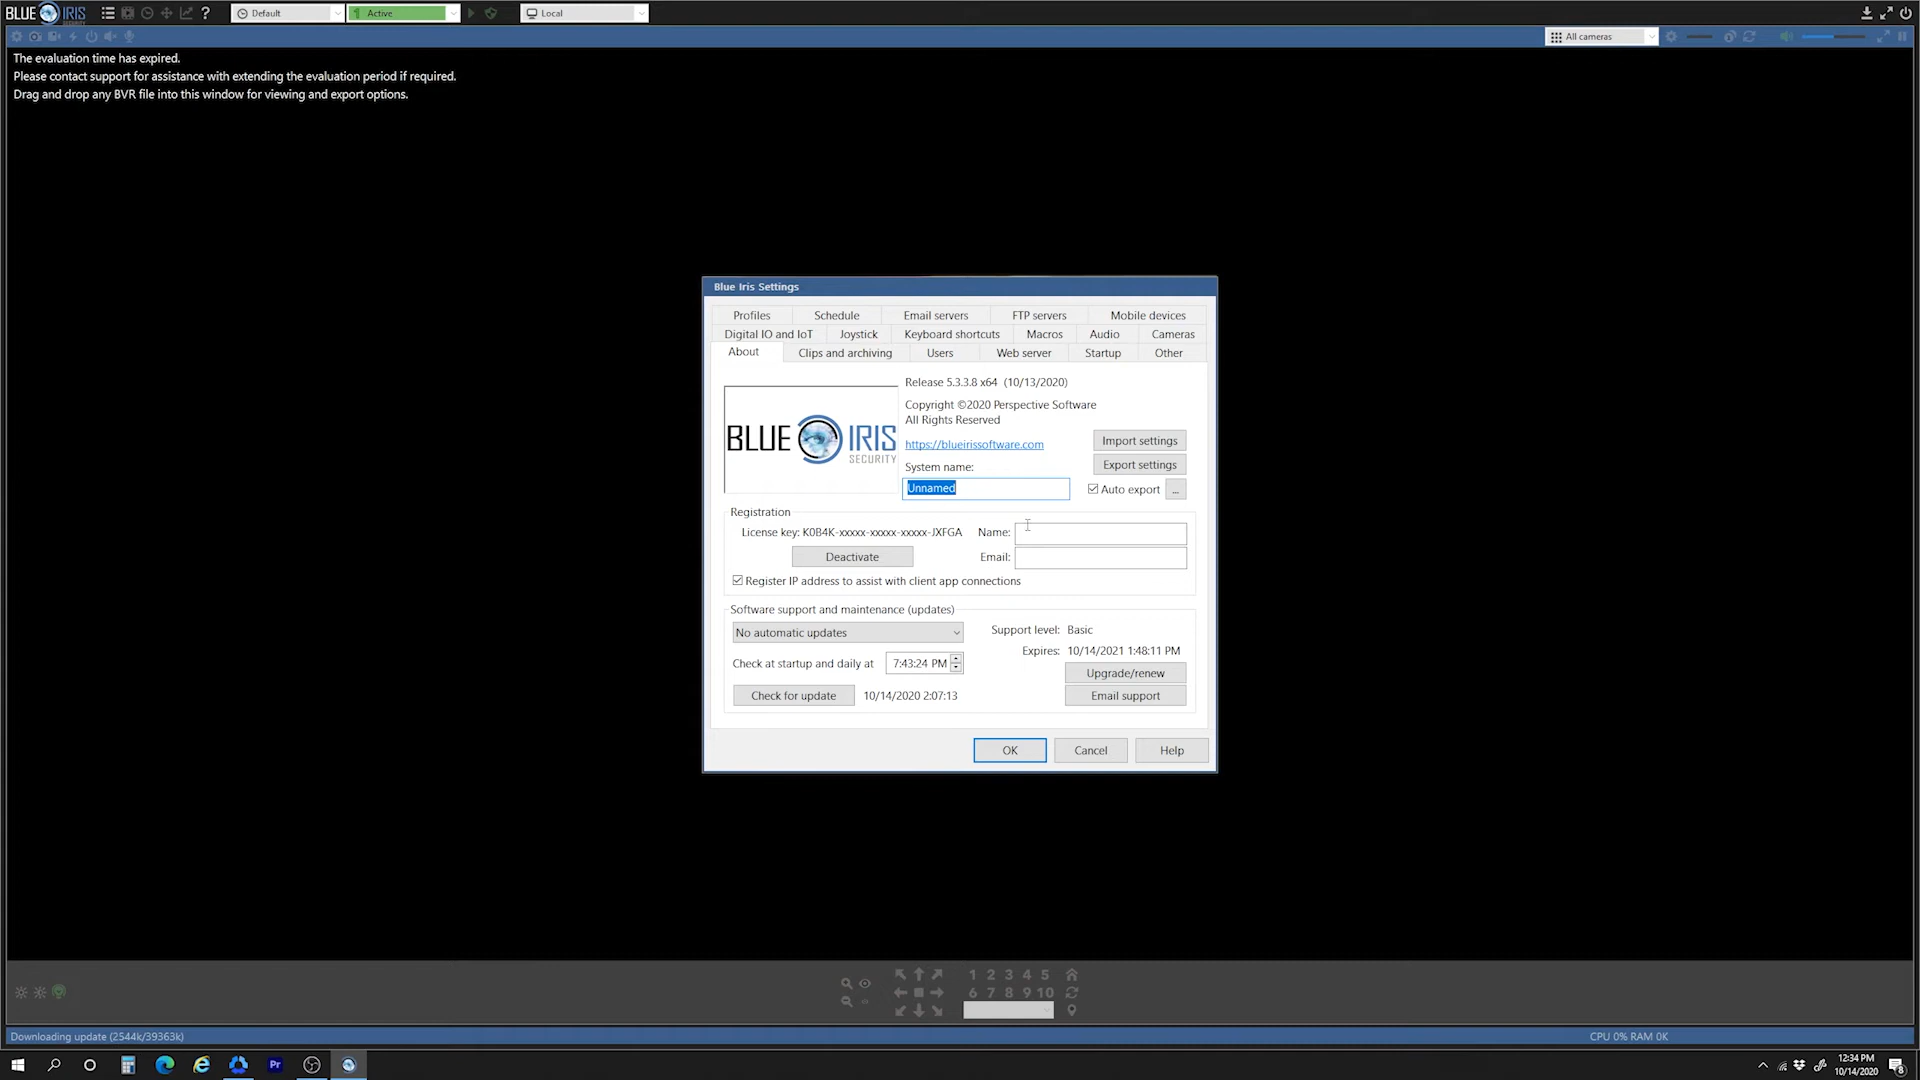 BLUE IRIS
SECURITY
?
Default
Active
Local
All cameras
The evaluation time has expired.
Please contact support for assistance with extending the evaluation period if required.
Drag and drop any BVR file into this window for viewing and export options.
Blue Iris Settings
Profiles Schedule Email servers FTP servers Mobile devices
Digital IO and IoT Joystick Keyboard shortcuts Macros Audio Cameras
About Clips and archiving Users Web server Startup Other
BLUE IRIS
SECURITY
Release 5.3.3.8 x64 (10/13/2020)
Copyright ©2020 Perspective Software
All Rights Reserved
https://blueirissoftware.com
Import settings
System name:
Export settings
Unnamed
Auto export ...
Registration
License key: K0B4K-xxxxx-xxxxx-xxxxx-JXFGA Name:
Deactivate Email:
Register IP address to assist with client app connections
Software support and maintenance (updates)
No automatic updates Support level: Basic
Check at startup and daily at 7:43:24 PM Expires: 10/14/2021 1:48:11 PM
Upgrade/renew
Check for update 10/14/2020 2:07:13 Email support
OK Cancel Help
1 2 3 4 5
6 7 8 9 10
Downloading update (2544k/39363k) CPU 0% RAM 0K
Pr
12:34 PM
10/14/2020
8